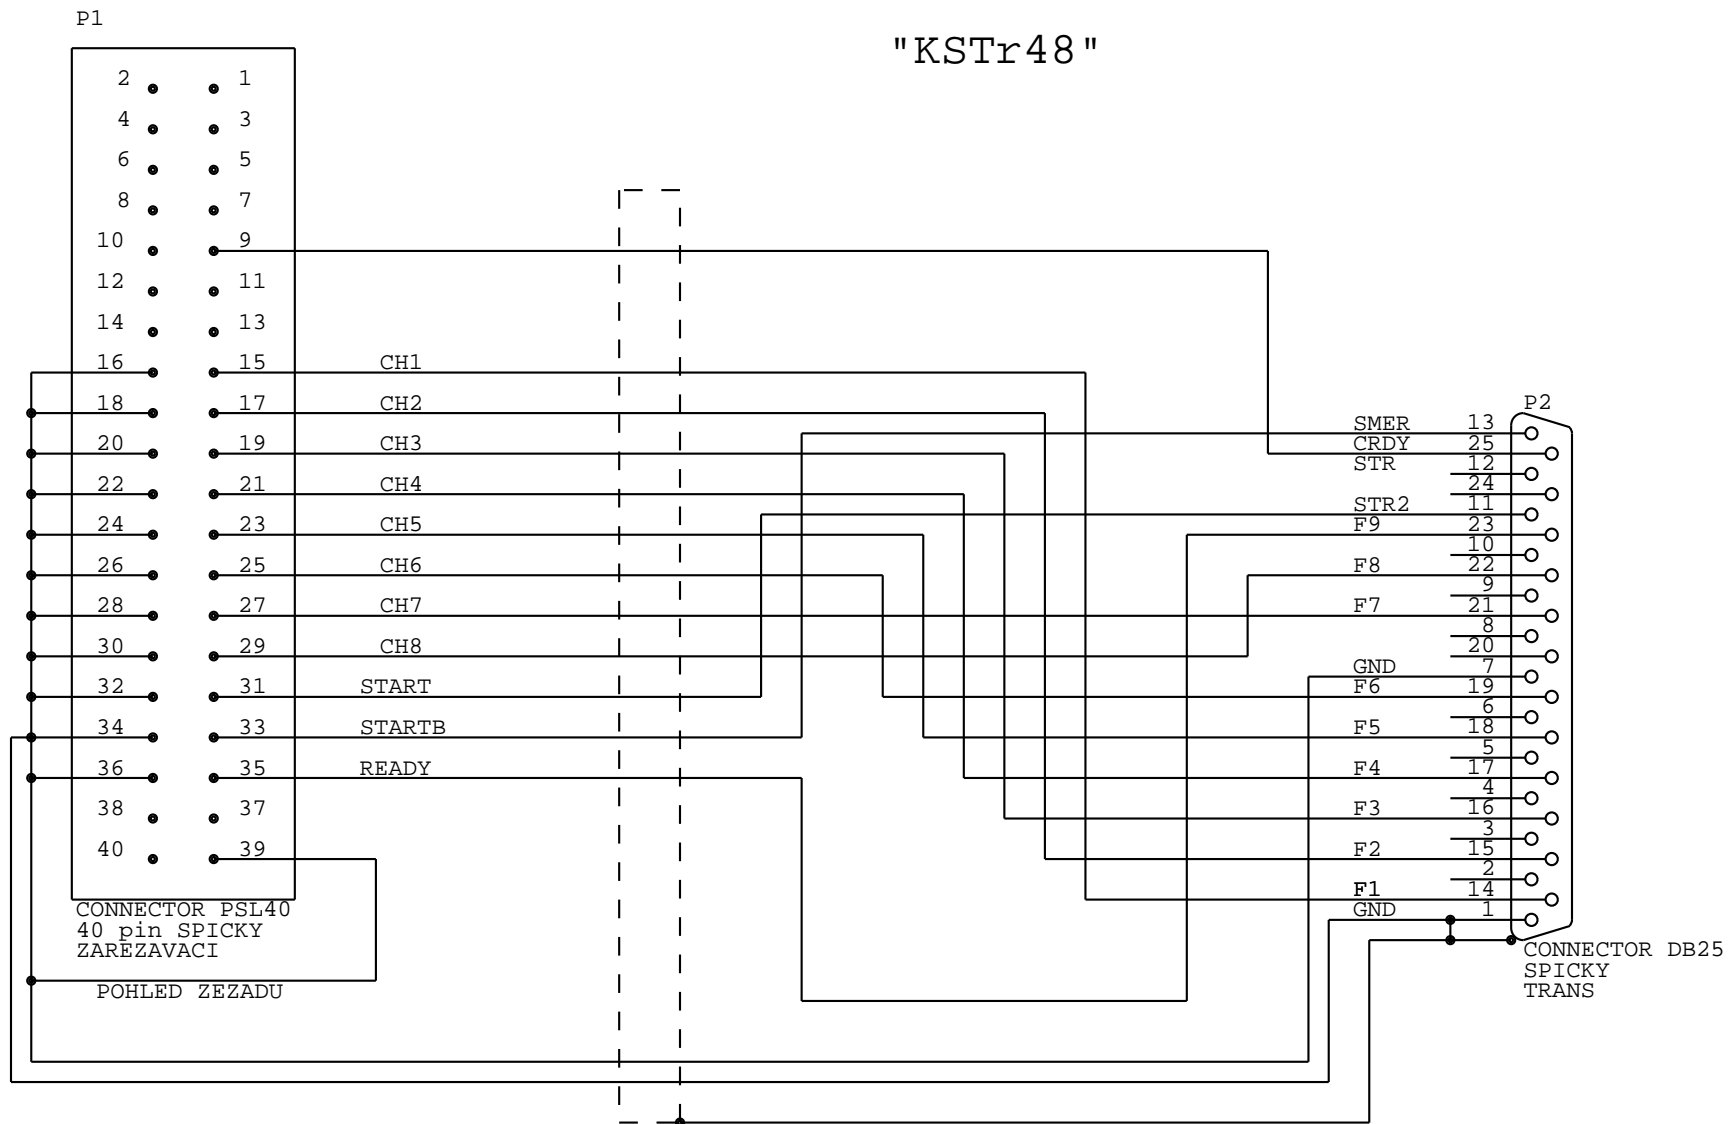 P1
"KSTr48"
2 1
4 3
6 5
8 7
10 9
12 11
14 13
16 15 CH1
18 17 CH2
20 19 CH3
22 21 CH4
24 23 CH5
26 25 CH6
28 27 CH7
30 29 CH8
32 31 START
34 33 STARTB
36 35 READY
38 37
40 39
CONNECTOR PSL40
40 pin SPICKY
ZAREZAVACI
POHLED ZEZADU
P2
SMER 13
CRDY 25
STR 12
24
STR2 11
F9 23
10
F8 22
9
F7 21
8
20
GND 7
F6 19
6
F5 18
5
F4 17
4
F3 16
3
F2 15
2
F1 14
GND 1
CONNECTOR DB25
SPICKY
TRANS